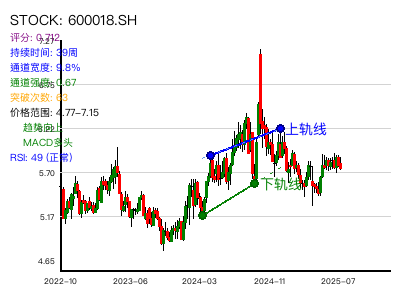 STOCK: 600018.SH
评分: 0.712
持续时间: 39周
通道宽度: 9.8%
通道强度: 0.67
突破次数: 63
价格范围: 4.77-7.15
趋势向上
MACD多头
RSI: 49 (正常)
上轨线
下轨线
5.70
5.17
4.65
2022-10 2023-06 2024-03 2024-11 2025-07